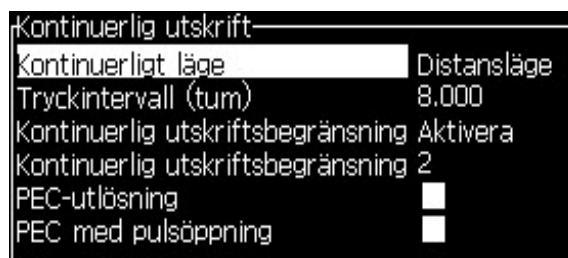 Kontinuerlig utskrift
Kontinuerligt läge Distansläge
Tryckintervall (tum) 8.000
Kontinuerlig utskriftsbegränsning Aktivera
Kontinuerlig utskriftsbegränsning 2
PEC-utlösning
PEC med pulsöppning